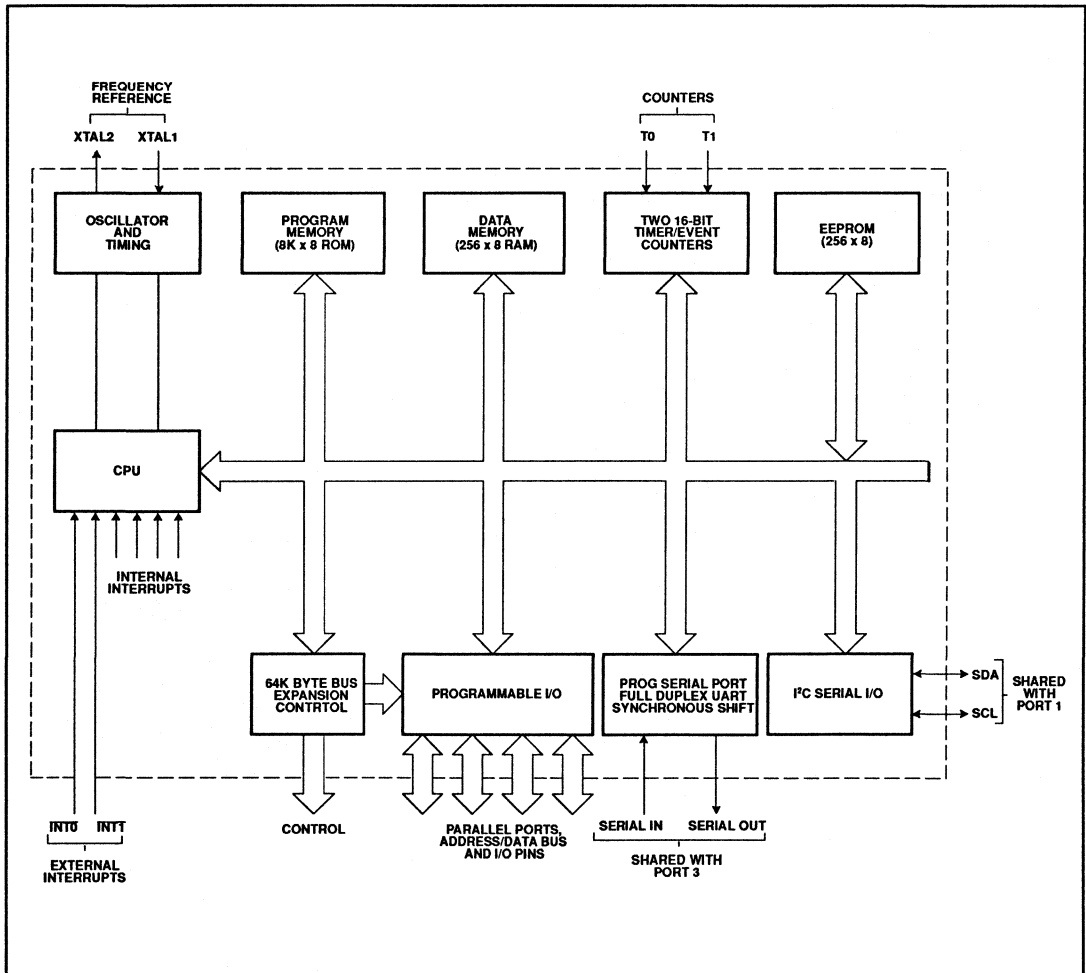 FREQUENCY
REFERENCE
XTAL2 XTAL1
COUNTERS
T0 T1
OSCILLATOR
AND
TIMING
PROGRAM
MEMORY
(8K x 8 ROM)
DATA
MEMORY
(256 x 8 RAM)
TWO 16-BIT
TIMER/EVENT
COUNTERS
EEPROM
(256 x 8)
CPU
INTERNAL
INTERRUPTS
64K BYTE BUS
EXPANSION
CONTRTOL
PROGRAMMABLE I/O
PROG SERIAL PORT
FULL DUPLEX UART
SYNCHRONOUS SHIFT
I²C SERIAL I/O
SDA
SCL
SHARED
WITH
PORT 1
INT0 INT1
EXTERNAL
INTERRUPTS
CONTROL
PARALLEL PORTS,
ADDRESS/DATA BUS
AND I/O PINS
SERIAL IN SERIAL OUT
SHARED WITH
PORT 3